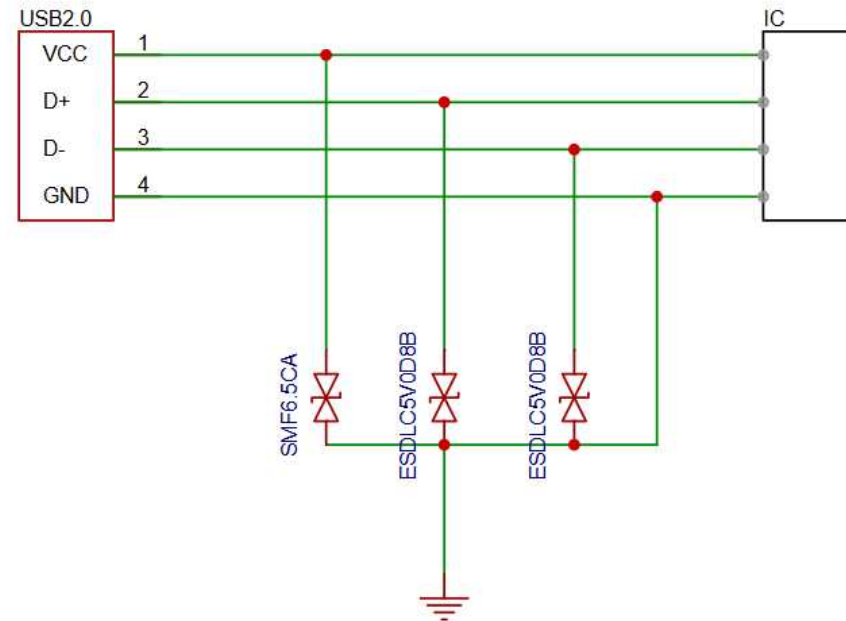 USB2.0
IC
VCC 1
D+ 2
D- 3
GND 4
SMF6.5CA
ESDLC5V0D8B
ESDLC5V0D8B